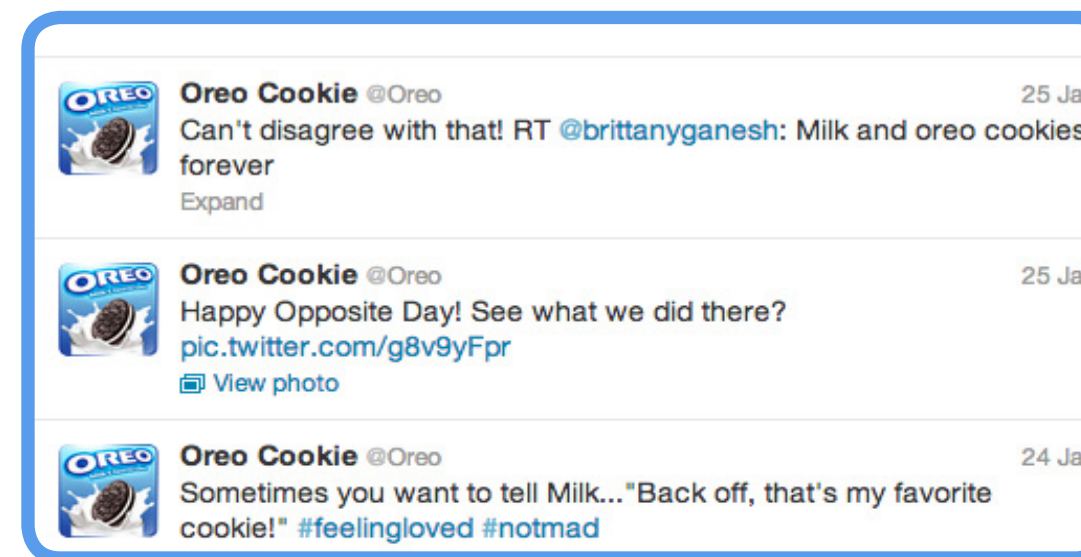 OREO
Oreo Cookie @Oreo 25 Ja
Can't disagree with that! RT @brittanyganesh: Milk and oreo cookies
forever
Expand
OREO
Oreo Cookie @Oreo 25 Ja
Happy Opposite Day! See what we did there?
pic.twitter.com/g8v9yFpr
View photo
OREO
Oreo Cookie @Oreo 24 Ja
Sometimes you want to tell Milk..."Back off, that's my favorite
cookie!" #feelingloved #notmad